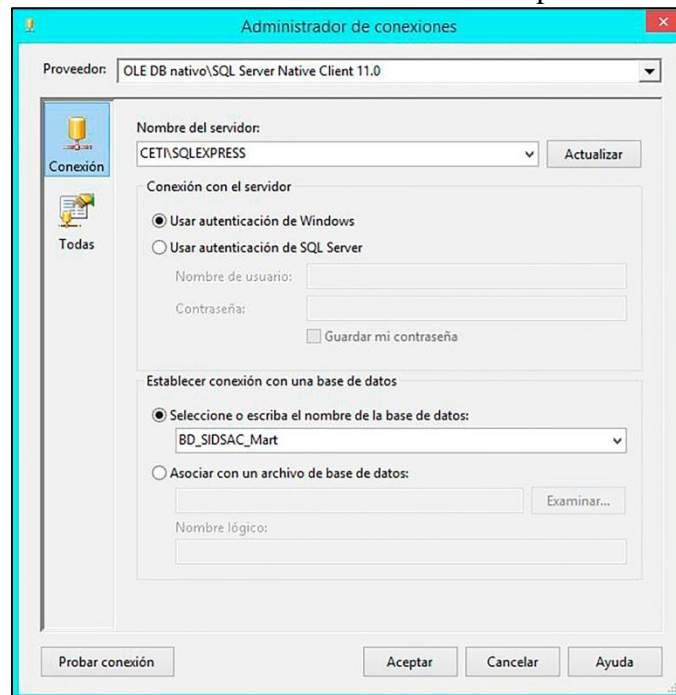 Administrador de conexiones
Proveedor: OLE DB nativo\SQL Server Native Client 11.0
Conexión
Todas
Nombre del servidor:
CETI\SQLEXPRESS Actualizar
Conexión con el servidor
Usar autenticación de Windows
Usar autenticación de SQL Server
Nombre de usuario:
Contraseña:
Guardar mi contraseña
Establecer conexión con una base de datos
Seleccione o escriba el nombre de la base de datos:
BD_SIDSAC_Mart
Asociar con un archivo de base de datos:
Examinar...
Nombre lógico:
Probar conexión Aceptar Cancelar Ayuda